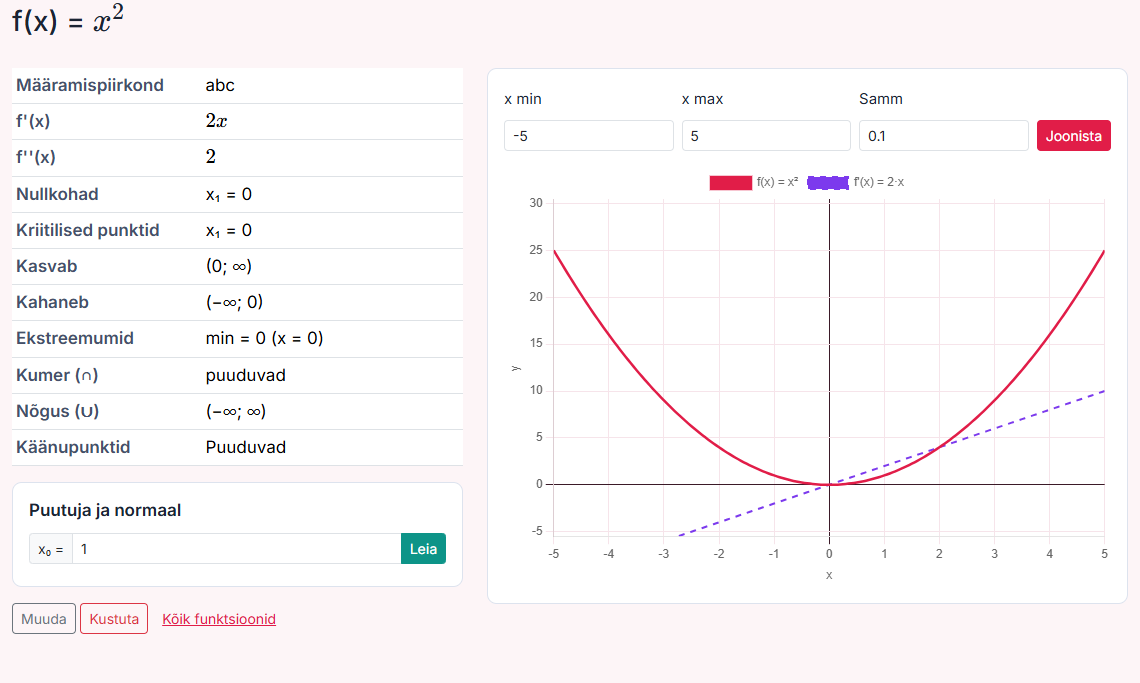 f(x) = x²
Määramispiirkond abc
f'(x) 2x
f''(x) 2
Nullkohad x₁ = 0
Kriitilised punktid x₁ = 0
Kasvab (0; ∞)
Kahaneb (−∞; 0)
Ekstreemumid min = 0 (x = 0)
Kumer (∩) puuduvad
Nõgus (∪) (−∞; ∞)
Käänupunktid Puuduvad
Puutuja ja normaal
x₀ = 1 Leia
Muuda Kustuta Kõik funktsioonid
x min x max Samm
-5 5 0.1 Joonista
f(x) = x² f'(x) = 2·x
30
25
20
15
10
5
0
-5
y
-5 -4 -3 -2 -1 0 1 2 3 4 5
x